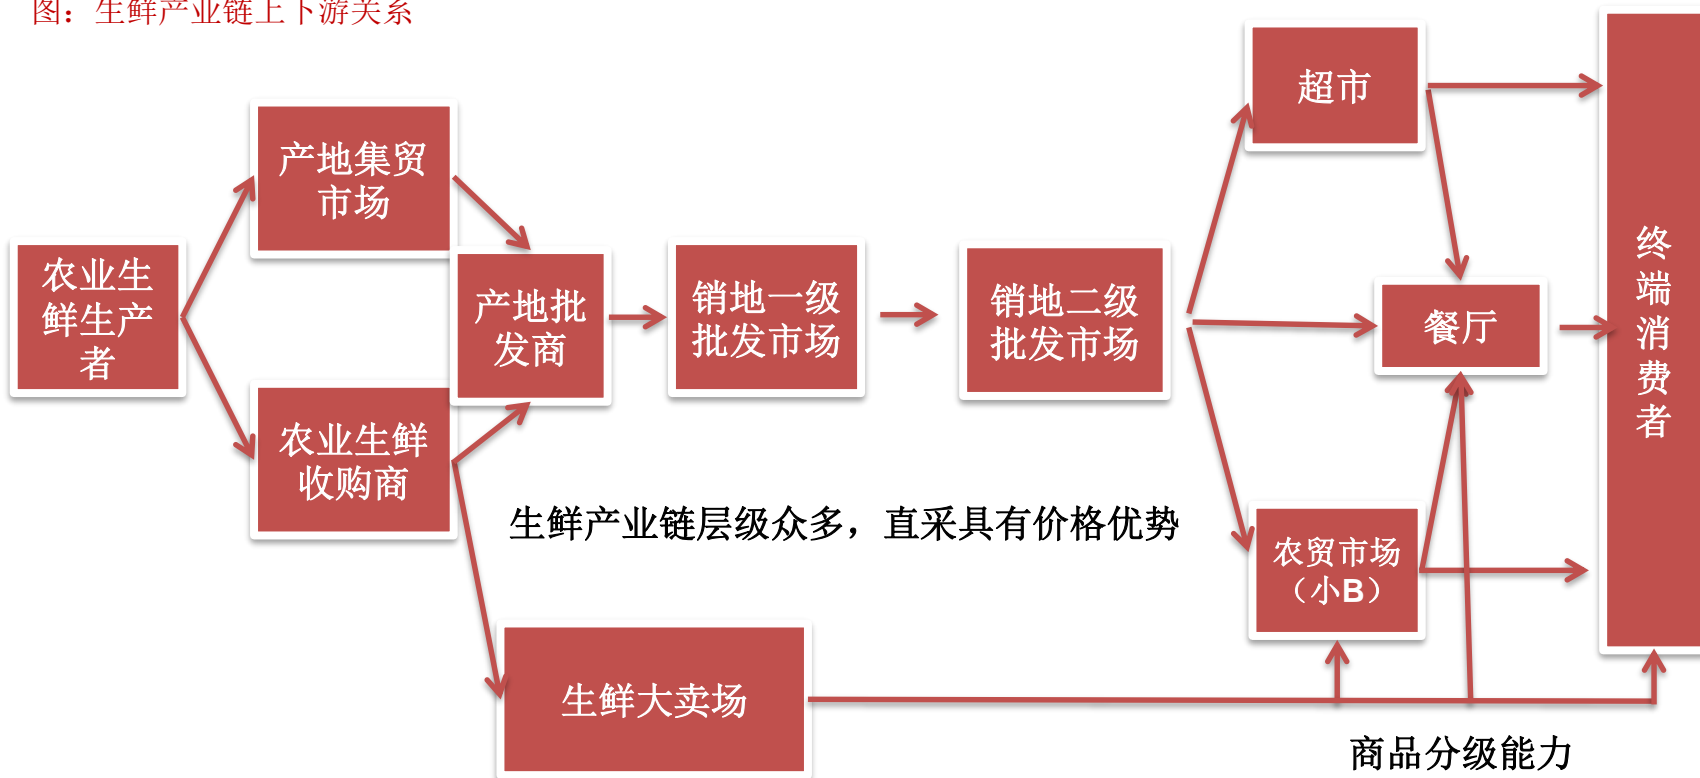 图：生鲜产业链上下游关系
超市
产地集贸
市场
农业生
鲜生产
者
产地批
发商
销地一级
批发市场
销地二级
批发市场
餐厅
终
端
消
费
者
农业生鲜
收购商
生鲜产业链层级众多，直采具有价格优势
农贸市场
（小B）
生鲜大卖场
商品分级能力